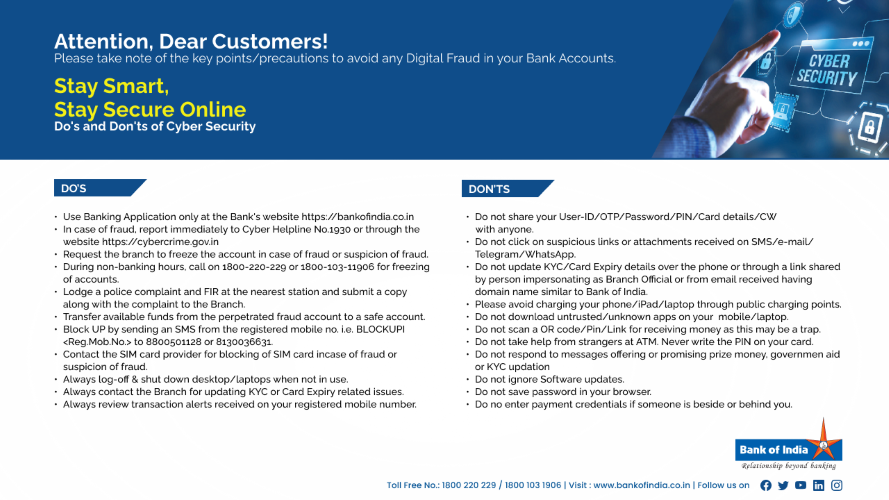 Attention, Dear Customers!
Please take note of the key points/precautions to avoid any Digital Fraud in your Bank Accounts.
Stay Smart,
Stay Secure Online
Do's and Don'ts of Cyber Security
CYBER
SECURITY
DO'S
• Use Banking Application only at the Bank's website https://bankofindia.co.in
• In case of fraud, report immediately to Cyber Helpline No.1930 or through the
website https://cybercrime.gov.in
• Request the branch to freeze the account in case of fraud or suspicion of fraud.
• During non-banking hours, call on 1800-220-229 or 1800-103-11906 for freezing
of accounts.
• Lodge a police complaint and FIR at the nearest station and submit a copy
along with the complaint to the Branch.
• Transfer available funds from the perpetrated fraud account to a safe account.
• Block UP by sending an SMS from the registered mobile no. i.e. BLOCKUPI
<Reg.Mob.No.> to 8800501128 or 8130036631.
• Contact the SIM card provider for blocking of SIM card incase of fraud or
suspicion of fraud.
• Always log-off & shut down desktop/laptops when not in use.
• Always contact the Branch for updating KYC or Card Expiry related issues.
• Always review transaction alerts received on your registered mobile number.
DON'TS
• Do not share your User-ID/OTP/Password/PIN/Card details/CW
with anyone.
• Do not click on suspicious links or attachments received on SMS/e-mail/
Telegram/WhatsApp.
• Do not update KYC/Card Expiry details over the phone or through a link shared
by person impersonating as Branch Official or from email received having
domain name similar to Bank of India.
• Please avoid charging your phone/iPad/laptop through public charging points.
• Do not download untrusted/unknown apps on your mobile/laptop.
• Do not scan a OR code/Pin/Link for receiving money as this may be a trap.
• Do not take help from strangers at ATM. Never write the PIN on your card.
• Do not respond to messages offering or promising prize money, government aid
or KYC updation
• Do not ignore Software updates.
• Do not save password in your browser.
• Do no enter payment credentials if someone is beside or behind you.
Bank of India
Relationship beyond banking
Toll Free No.: 1800 220 229 / 1800 103 1906 | Visit : www.bankofindia.co.in | Follow us on